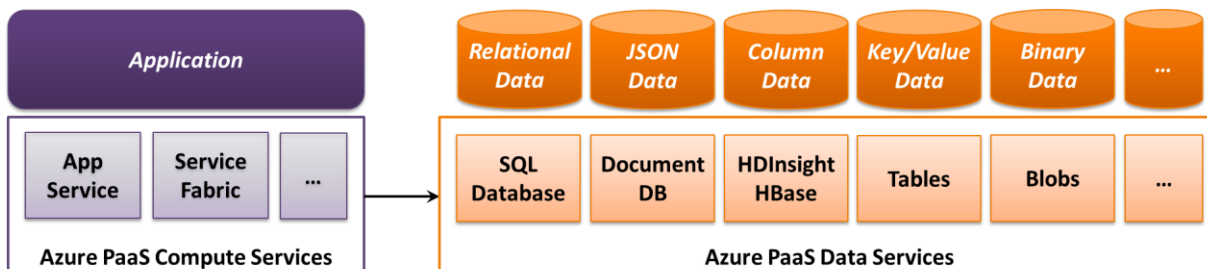 Application
Relational
Data
JSON
Data
Column
Data
Key/Value
Data
Binary
Data
...
App
Service
Service
Fabric
...
SQL
Database
Document
DB
HDInsight
HBase
Tables
Blobs
...
Azure PaaS Compute Services
Azure PaaS Data Services